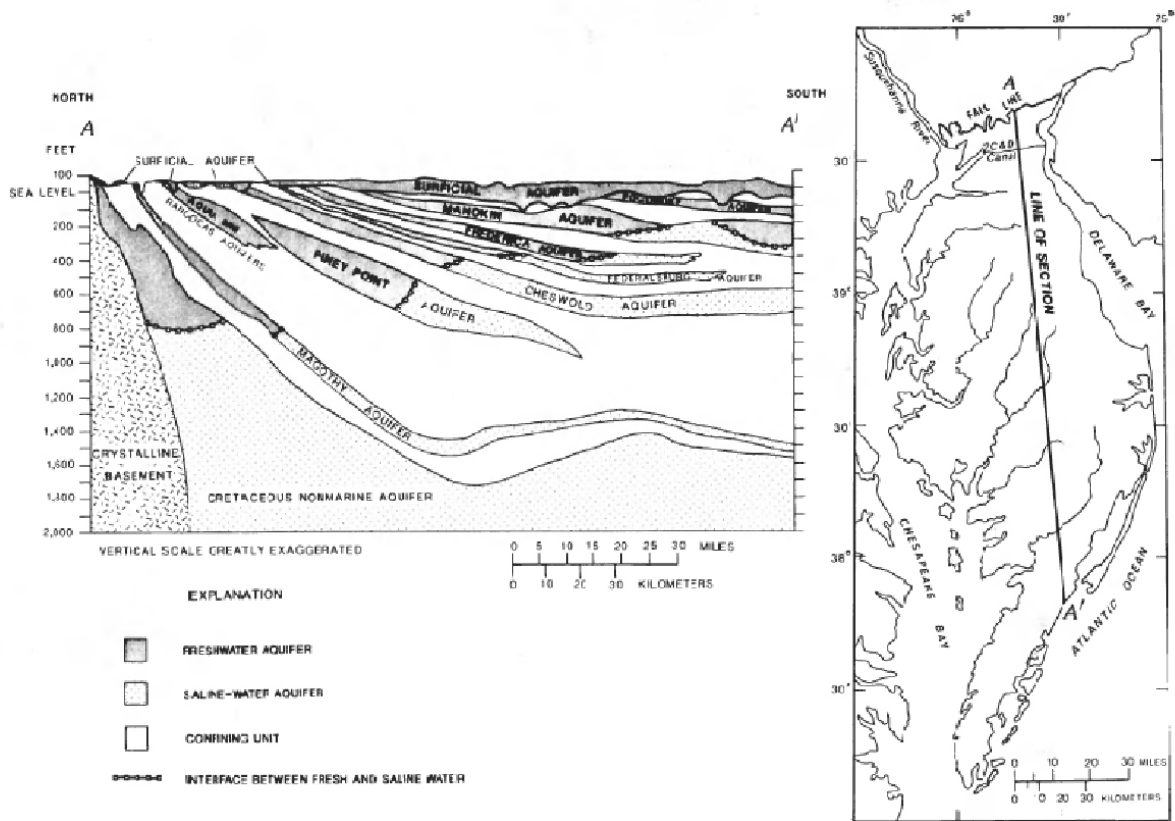 NORTH
A
SOUTH
A'
FEET
SURFICIAL AQUIFER
100
SEA LEVEL
200
400
600
800
1,000
1,200
1,400
1,600
1,800
2,000
AQUIFERS
PINEY POINT
AQUIFER
MAGOTHY
AQUIFER
SURFICIAL AQUIFER
AQUIFER
MANOKIN
AQUIFER
FREDERICA AQUIFER
FEDERALSBURG AQUIFER
CHESWOLD AQUIFER
CRYSTALLINE
BASEMENT
CRETACEOUS NONMARINE AQUIFER
VERTICAL SCALE GREATLY EXAGGERATED
0 5 10 15 20 25 30 MILES
0 10 20 30 KILOMETERS
EXPLANATION
FRESHWATER AQUIFER
SALINE-WATER AQUIFER
CONFINING UNIT
INTERFACE BETWEEN FRESH AND SALINE WATER
76°
30'
75°
Susquehanna
River
A
FALL LINE
C&D
Canal
30'
LINE OF SECTION
DELAWARE BAY
39°
30'
CHESAPEAKE
BAY
38°
A'
ATLANTIC OCEAN
30'
0 10 20 30 MILES
0 10 20 30 KILOMETERS